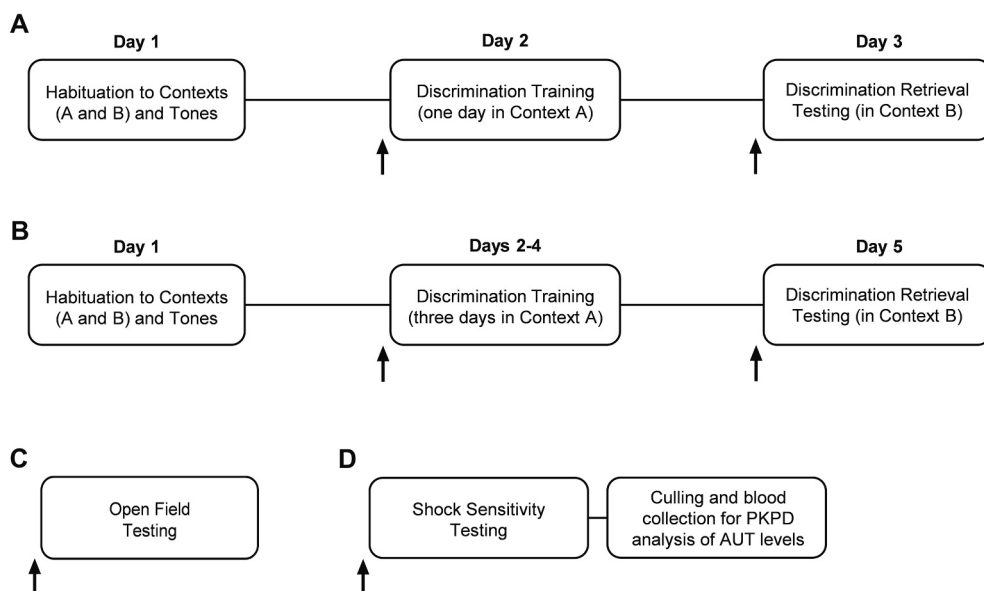 A
Day 1
Day 2
Day 3
Habituation to Contexts
(A and B) and Tones
Discrimination Training
(one day in Context A)
Discrimination Retrieval
Testing (in Context B)
B
Day 1
Days 2-4
Day 5
Habituation to Contexts
(A and B) and Tones
Discrimination Training
(three days in Context A)
Discrimination Retrieval
Testing (in Context B)
C
Open Field
Testing
D
Shock Sensitivity
Testing
Culling and blood
collection for PKPD
analysis of AUT levels